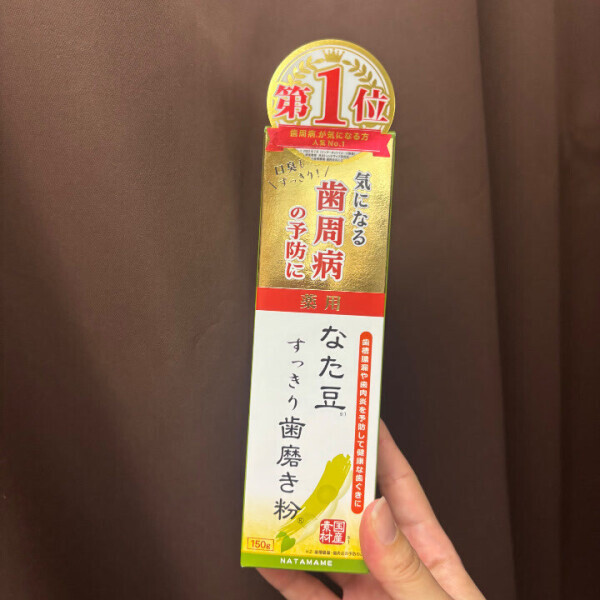 第1位
歯周病が気になる方
人気No.1
口臭も
すっきり!
気になる
歯周病
の予防に
薬用
なた豆
すっきり歯磨き粉®
歯槽膿漏や歯肉炎を予防して健康な歯ぐきに
国産
素材
150g
NATAMAME